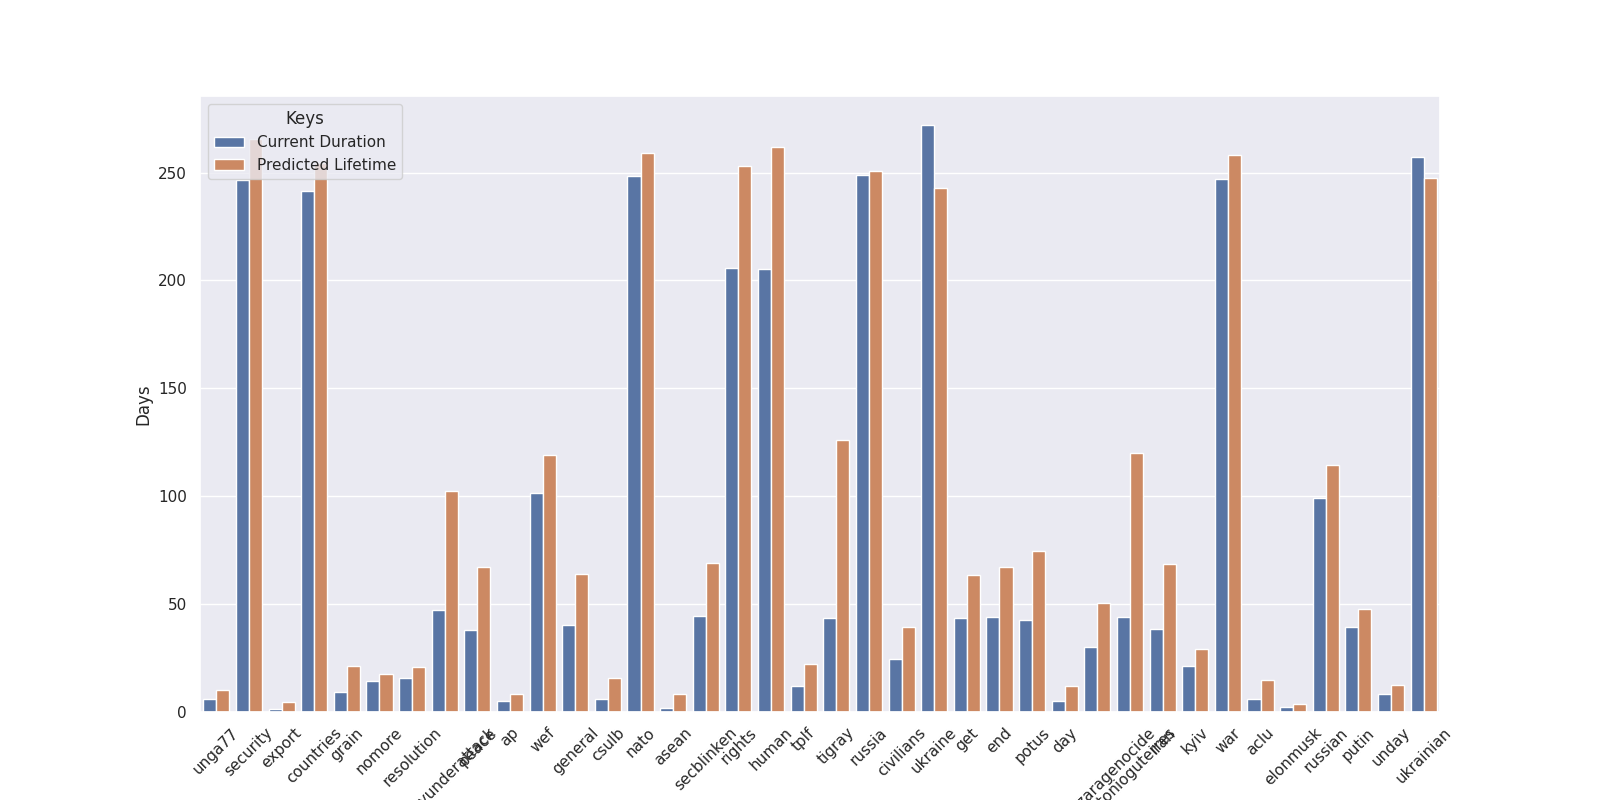 Keys
Current Duration
Predicted Lifetime
Days
250
200
150
100
50
0
unga77
security
export
countries
grain
nomore
resolution
peace
ap
wef
general
csulb
nato
asean
secblinken
rights
human
tplf
tigray
russia
civilians
ukraine
get
end
potus
day
kyiv
war
aclu
elonmusk
russian
putin
unday
ukrainian